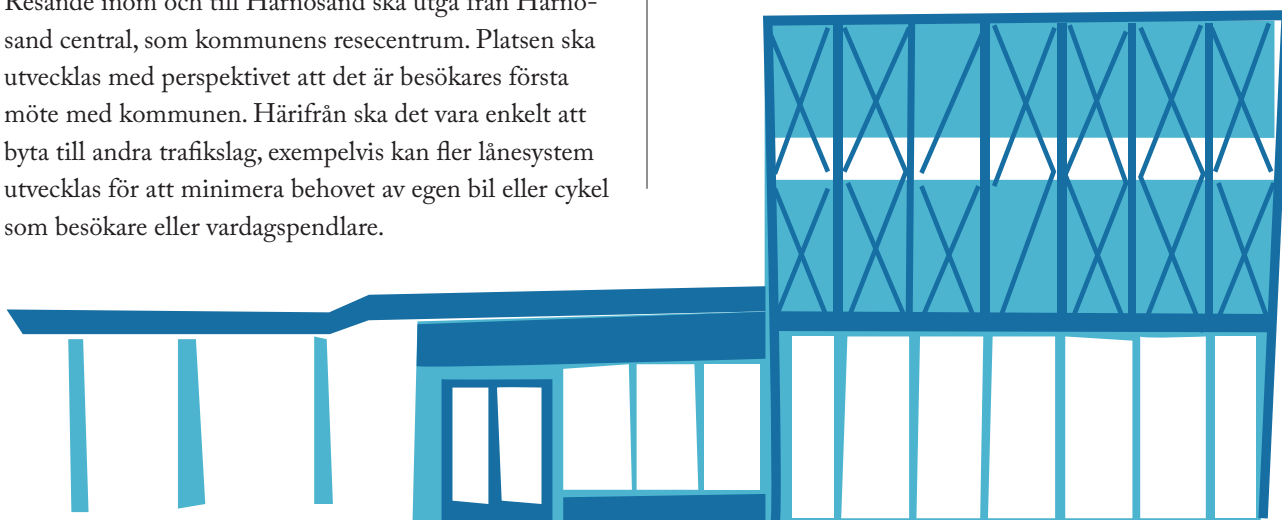 Resande inom och till Härnösand ska utgå från Härnö-
sand central, som kommunens resecentrum. Platsen ska
utvecklas med perspektivet att det är besökares första
möte med kommunen. Härifrån ska det vara enkelt att
byta till andra trafikslag, exempelvis kan fler lånesystem
utvecklas för att minimera behovet av egen bil eller cykel
som besökare eller vardagspendlare.